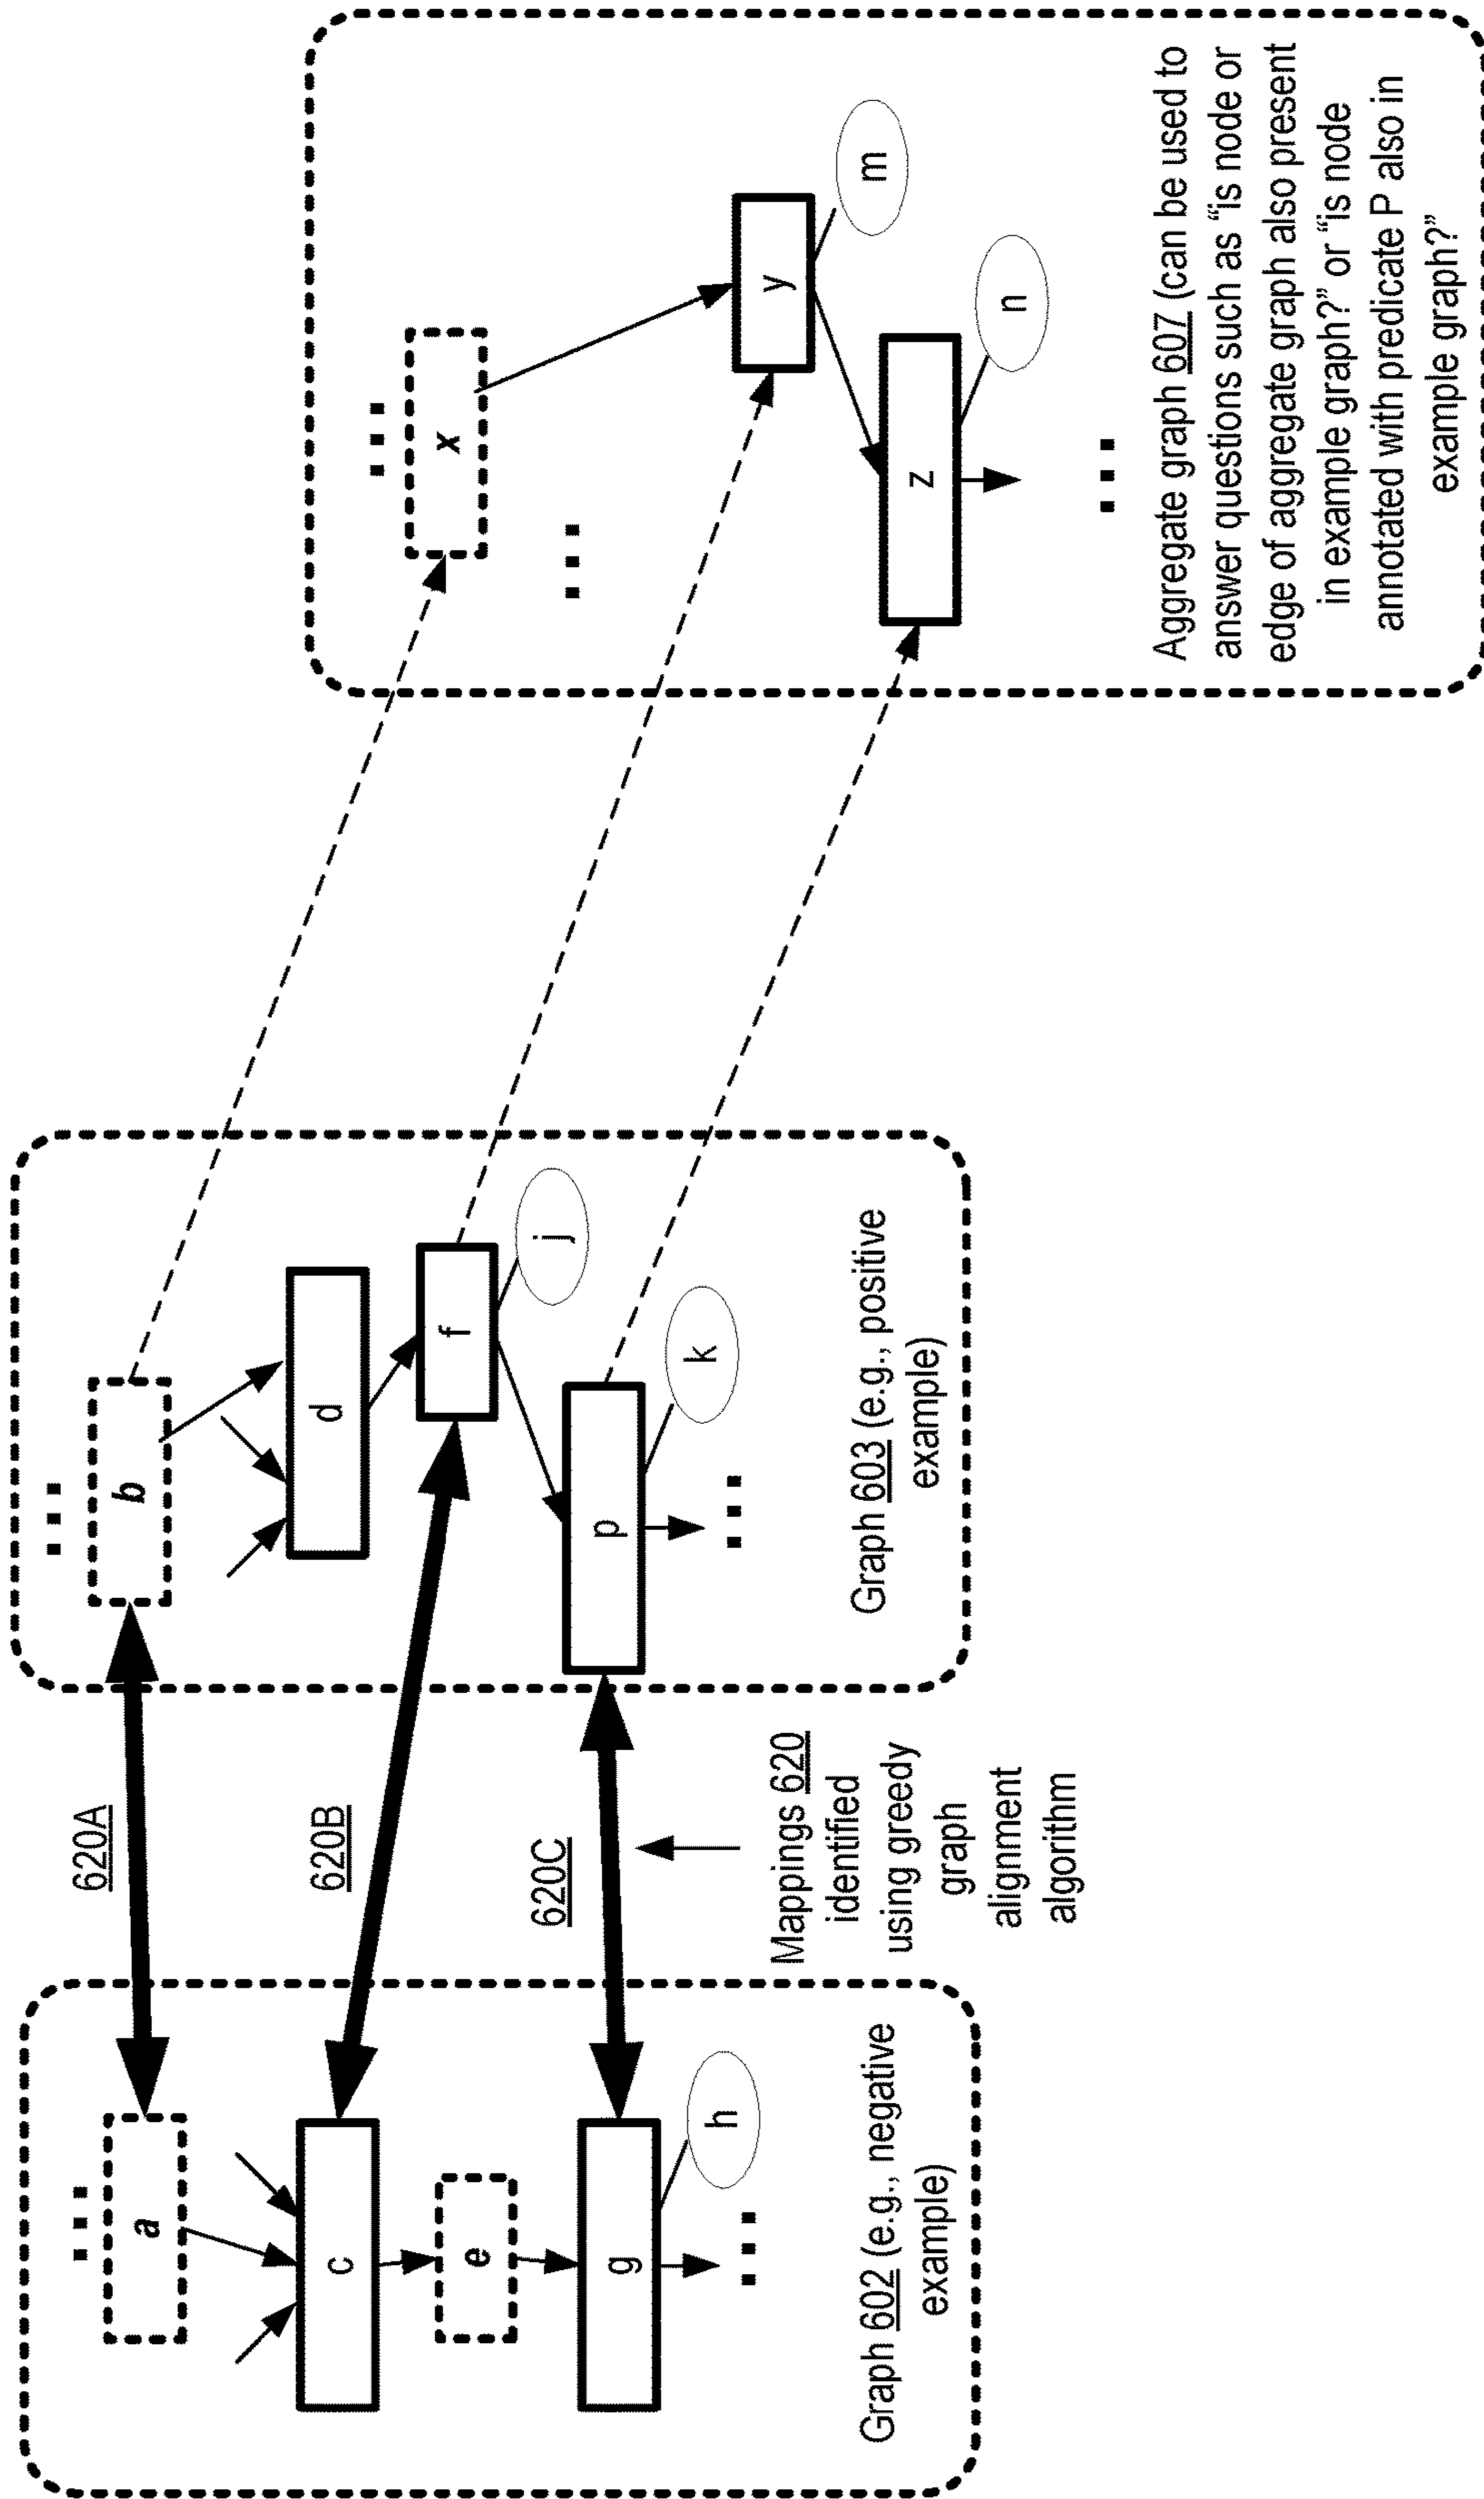 620A
620B
620C
a
c
e
g
h
Graph 602 (e.g., negative
example)
Mappings 620
identified
using greedy
graph
alignment
algorithm
b
d
f
j
p
k
Graph 603 (e.g., positive
example)
x
y
m
z
n
Aggregate graph 607 (can be used to
answer questions such as “is node or
edge of aggregate graph also present
in example graph?” or “is node
annotated with predicate P also in
example graph?”